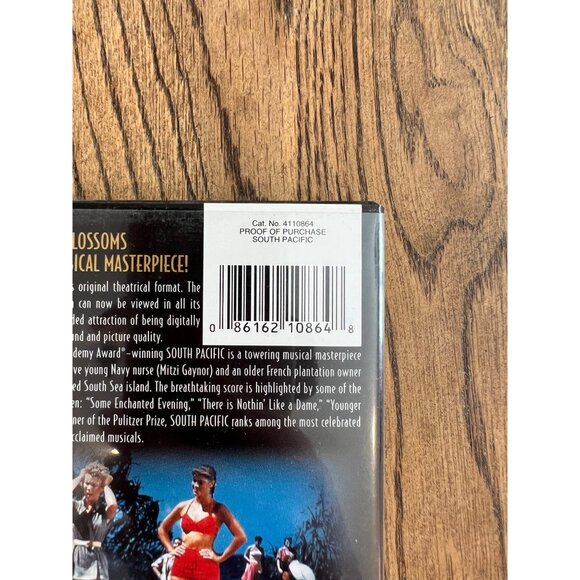 Cat. No. 4110864
PROOF OF PURCHASE
SOUTH PACIFIC
0 86162 10864 8
LOSSOMS
ICAL MASTERPIECE!
s original theatrical format. The
can now be viewed in all its
ded attraction of being digitally
und and picture quality.
demy Award®-winning SOUTH PACIFIC is a towering musical masterpiece
ve young Navy nurse (Mitzi Gaynor) and an older French plantation owner
ed South Sea island. The breathtaking score is highlighted by some of the
en: "Some Enchanted Evening," "There is Nothin' Like a Dame," "Younger
ner of the Pulitzer Prize, SOUTH PACIFIC ranks among the most celebrated
cclaimed musicals.